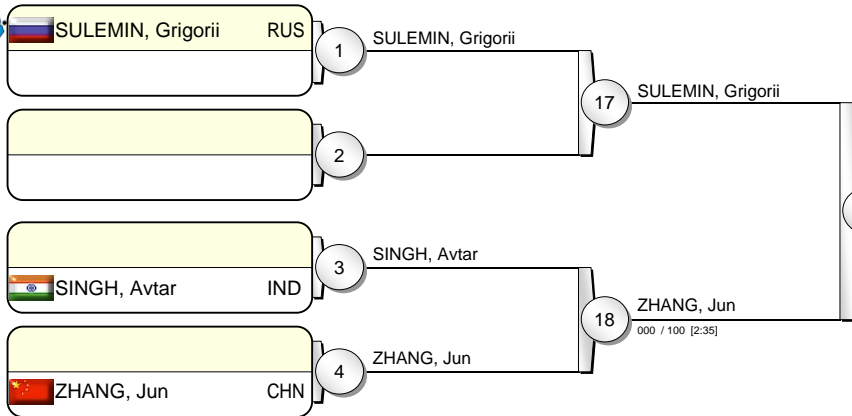 SULEMIN, Grigorii RUS
1
SULEMIN, Grigorii
17
SULEMIN, Grigorii
2
SINGH, Avtar IND
3
SINGH, Avtar
18
ZHANG, Jun
000 / 100 [2:35]
ZHANG, Jun CHN
4
ZHANG, Jun